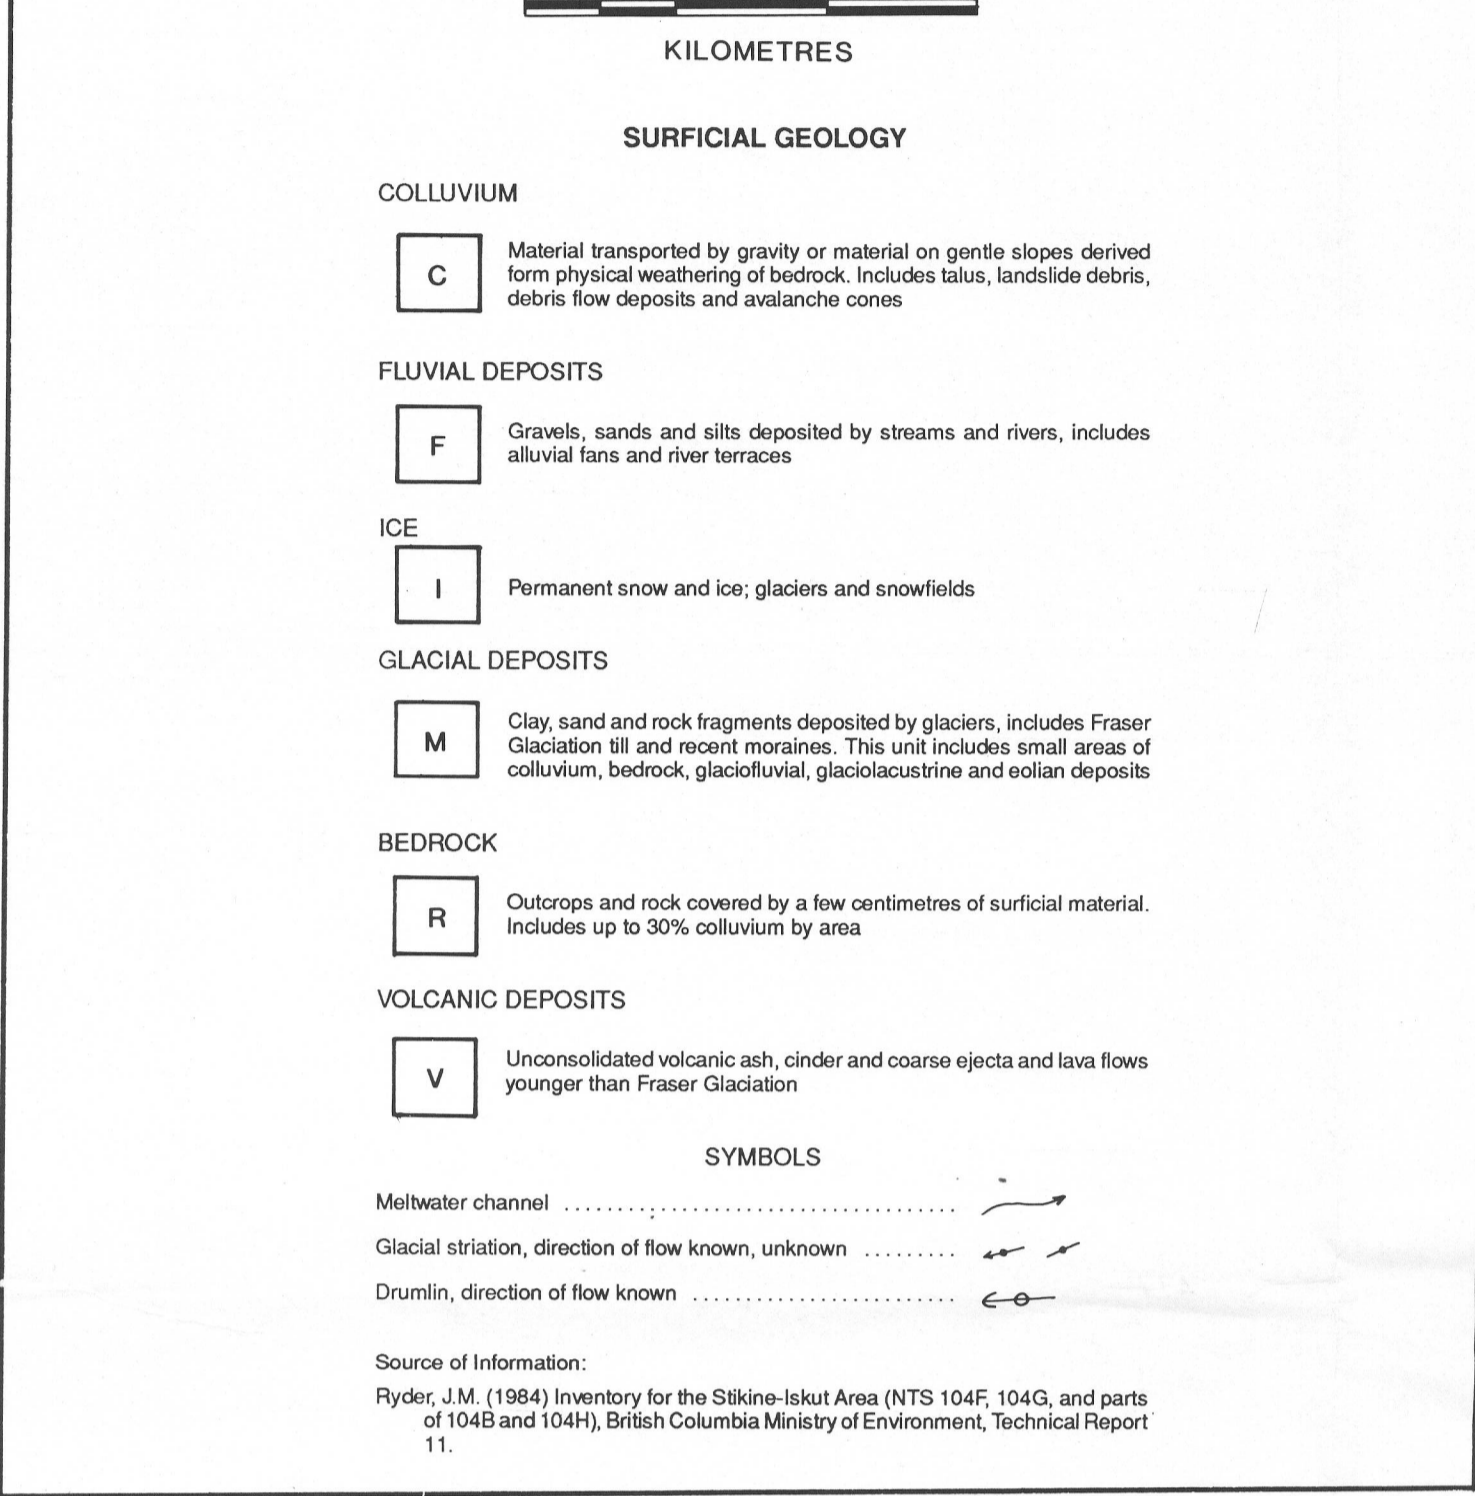 KILOMETRES
SURFICIAL GEOLOGY
COLLUVIUM
C
Material transported by gravity or material on gentle slopes derived
form physical weathering of bedrock. Includes talus, landslide debris,
debris flow deposits and avalanche cones
FLUVIAL DEPOSITS
F
Gravels, sands and silts deposited by streams and rivers, includes
alluvial fans and river terraces
ICE
I
Permanent snow and ice; glaciers and snowfields
GLACIAL DEPOSITS
M
Clay, sand and rock fragments deposited by glaciers, includes Fraser
Glaciation till and recent moraines. This unit includes small areas of
colluvium, bedrock, glaciofluvial, glaciolacustrine and eolian deposits
BEDROCK
R
Outcrops and rock covered by a few centimetres of surficial material.
Includes up to 30% colluvium by area
VOLCANIC DEPOSITS
V
Unconsolidated volcanic ash, cinder and coarse ejecta and lava flows
younger than Fraser Glaciation
SYMBOLS
Meltwater channel ......................................
Glacial striation, direction of flow known, unknown .........
Drumlin, direction of flow known .........................
Source of Information:
Ryder, J.M. (1984) Inventory for the Stikine-Iskut Area (NTS 104F, 104G, and parts
of 104B and 104H), British Columbia Ministry of Environment, Technical Report
11.